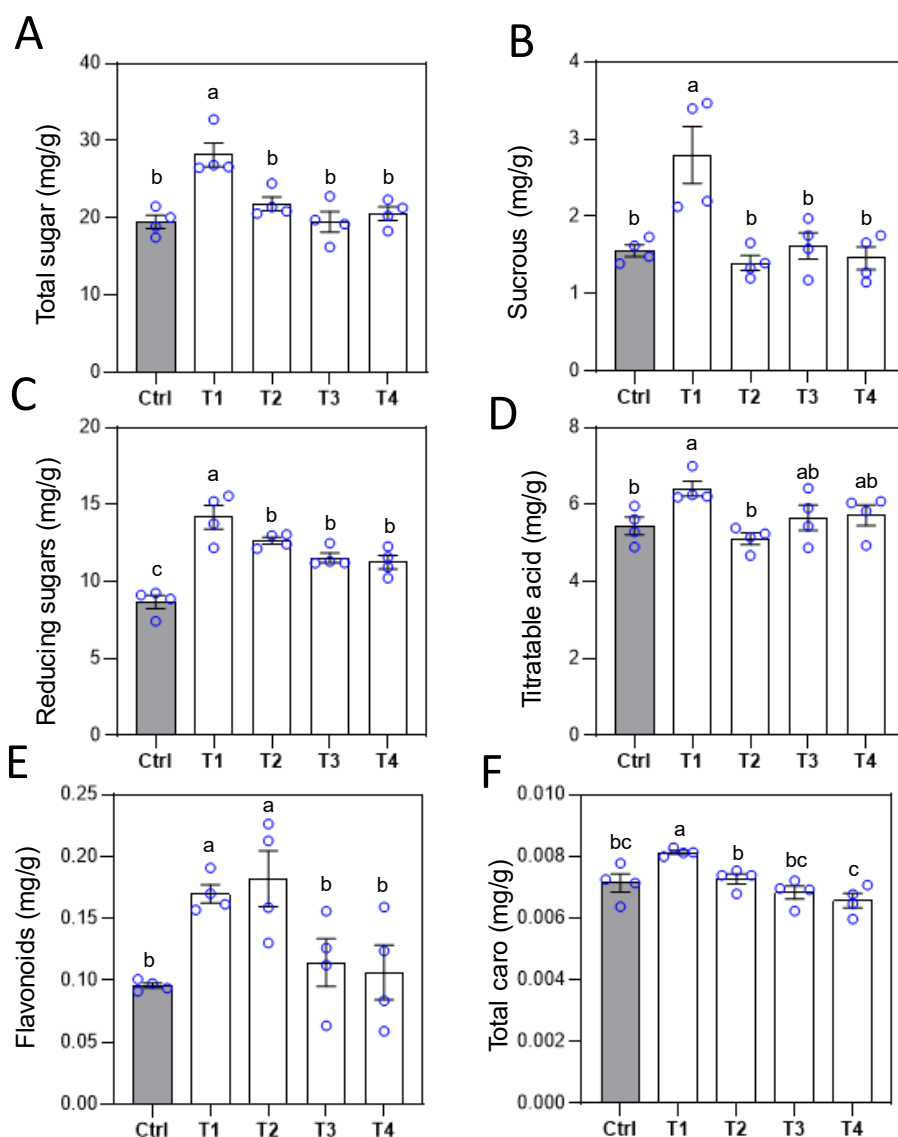 A
Total sugar (mg/g)
40
30
20
10
0
b
a
b
b
b
Ctrl T1 T2 T3 T4
B
Sucrous (mg/g)
4
3
2
1
0
b
a
b
b
b
Ctrl T1 T2 T3 T4
C
Reducing sugars (mg/g)
20
15
10
5
0
c
a
b
b
b
Ctrl T1 T2 T3 T4
D
Titratable acid (mg/g)
8
6
4
2
0
b
a
b
ab
ab
Ctrl T1 T2 T3 T4
E
Flavonoids (mg/g)
0.25
0.20
0.15
0.10
0.05
0.00
b
a
a
b
b
Ctrl T1 T2 T3 T4
F
Total caro (mg/g)
0.010
0.008
0.006
0.004
0.002
0.000
bc
a
b
bc
c
Ctrl T1 T2 T3 T4